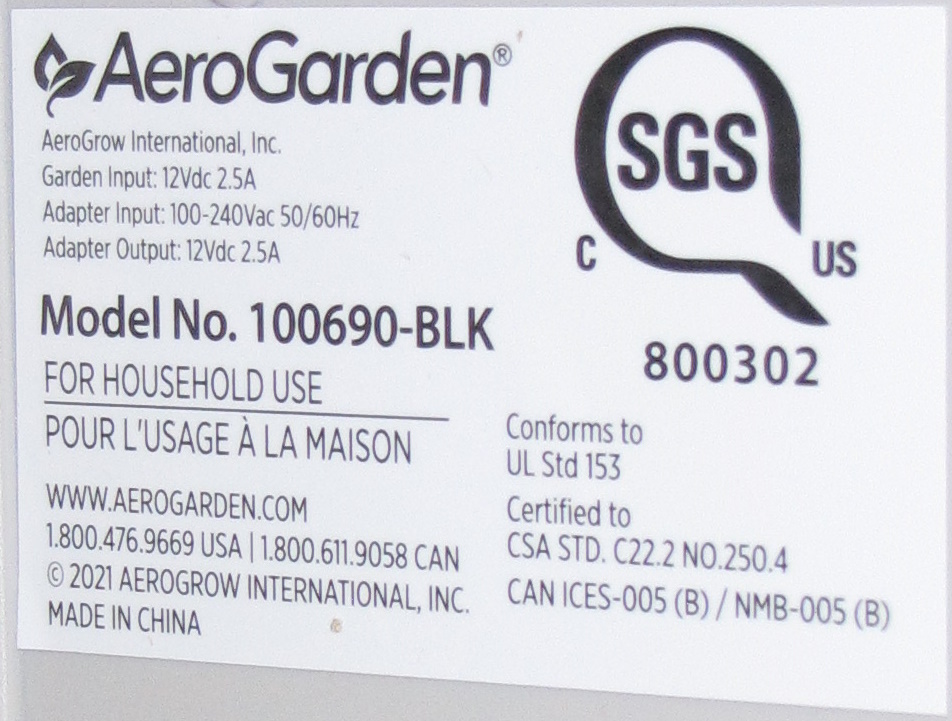 AeroGarden®
AeroGrow International, Inc.
Garden Input: 12Vdc 2.5A
Adapter Input: 100-240Vac 50/60Hz
Adapter Output: 12Vdc 2.5A
Model No. 100690-BLK
FOR HOUSEHOLD USE
POUR L'USAGE À LA MAISON
WWW.AEROGARDEN.COM
1.800.476.9669 USA | 1.800.611.9058 CAN
© 2021 AEROGROW INTERNATIONAL, INC.
MADE IN CHINA
SGS
C US
800302
Conforms to
UL Std 153
Certified to
CSA STD. C22.2 NO.250.4
CAN ICES-005 (B) / NMB-005 (B)